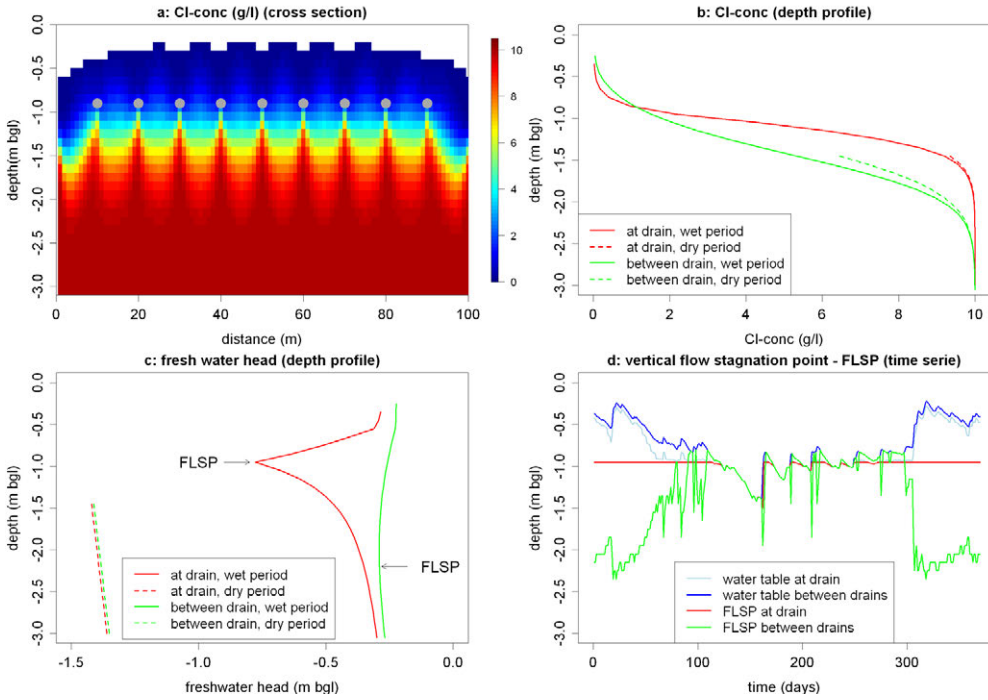 a: Cl-conc (g/l) (cross section)
depth(m bgl)
0.0
-0.5
-1.0
-1.5
-2.0
-2.5
-3.0
0 20 40 60 80 100
distance (m)
10
8
6
4
2
0
b: Cl-conc (depth profile)
depth (m bgl)
0.0
-0.5
-1.0
-1.5
-2.0
-2.5
-3.0
at drain, wet period
at drain, dry period
between drain, wet period
between drain, dry period
0 2 4 6 8 10
Cl-conc (g/l)
c: fresh water head (depth profile)
depth (m bgl)
0.0
-0.5
-1.0
-1.5
-2.0
-2.5
-3.0
FLSP
FLSP
at drain, wet period
at drain, dry period
between drain, wet period
between drain, dry period
-1.5 -1.0 -0.5 0.0
freshwater head (m bgl)
d: vertical flow stagnation point - FLSP (time serie)
depth (m bgl)
0.0
-0.5
-1.0
-1.5
-2.0
-2.5
-3.0
water table at drain
water table between drains
FLSP at drain
FLSP between drains
0 100 200 300
time (days)